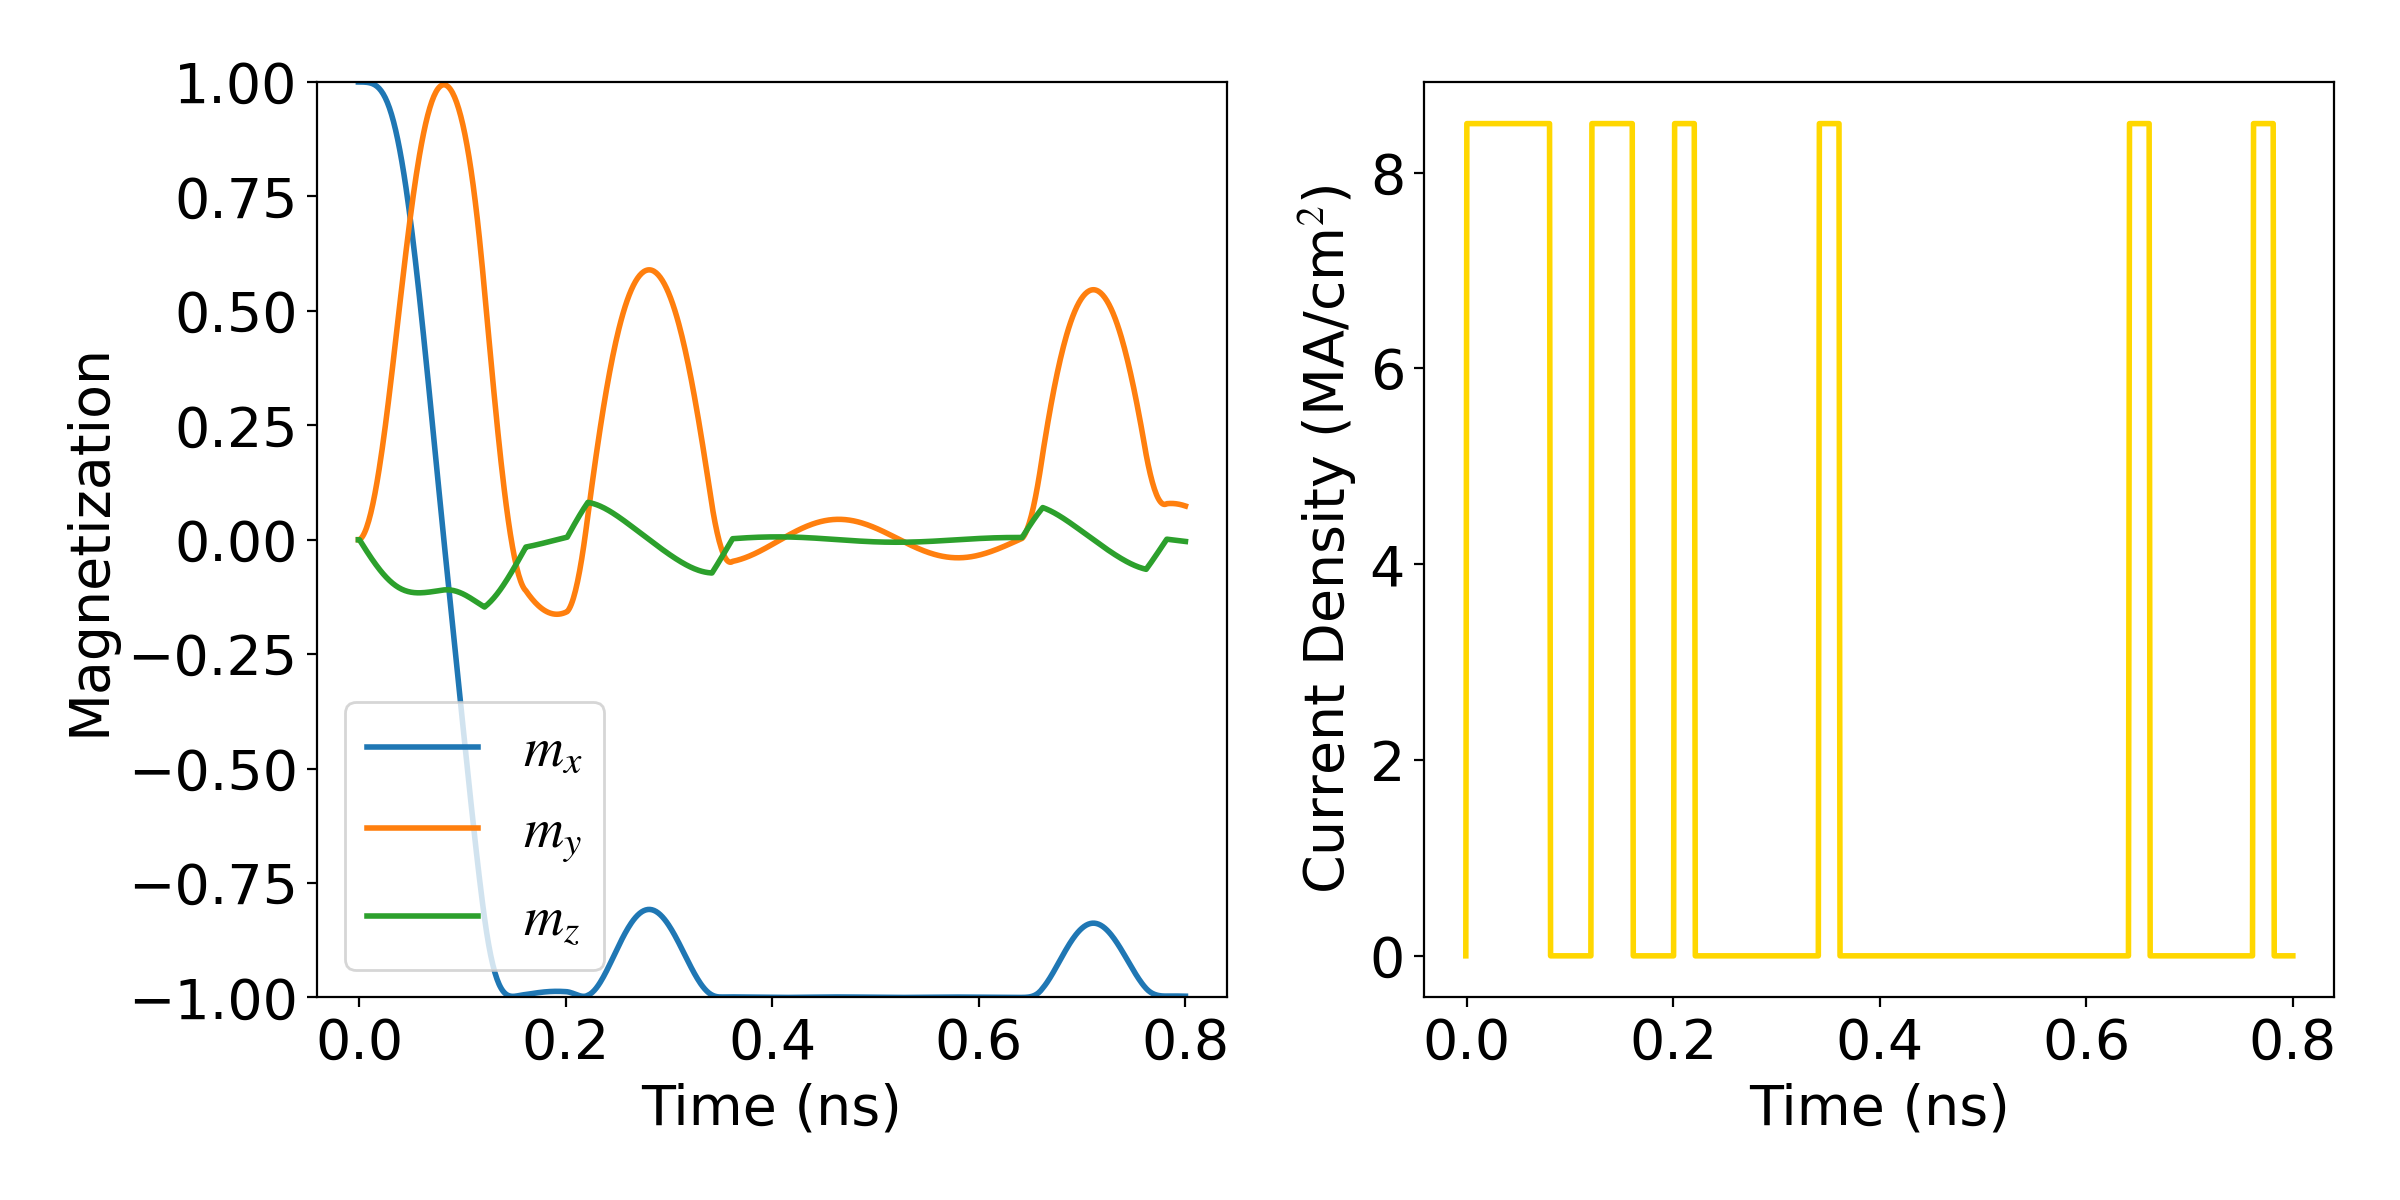 Magnetization
1.00
0.75
0.50
0.25
0.00
−0.25
−0.50
−0.75
−1.00
m_x
m_y
m_z
0.0 0.2 0.4 0.6 0.8
Time (ns)
Current Density (MA/cm²)
8
6
4
2
0
0.0 0.2 0.4 0.6 0.8
Time (ns)